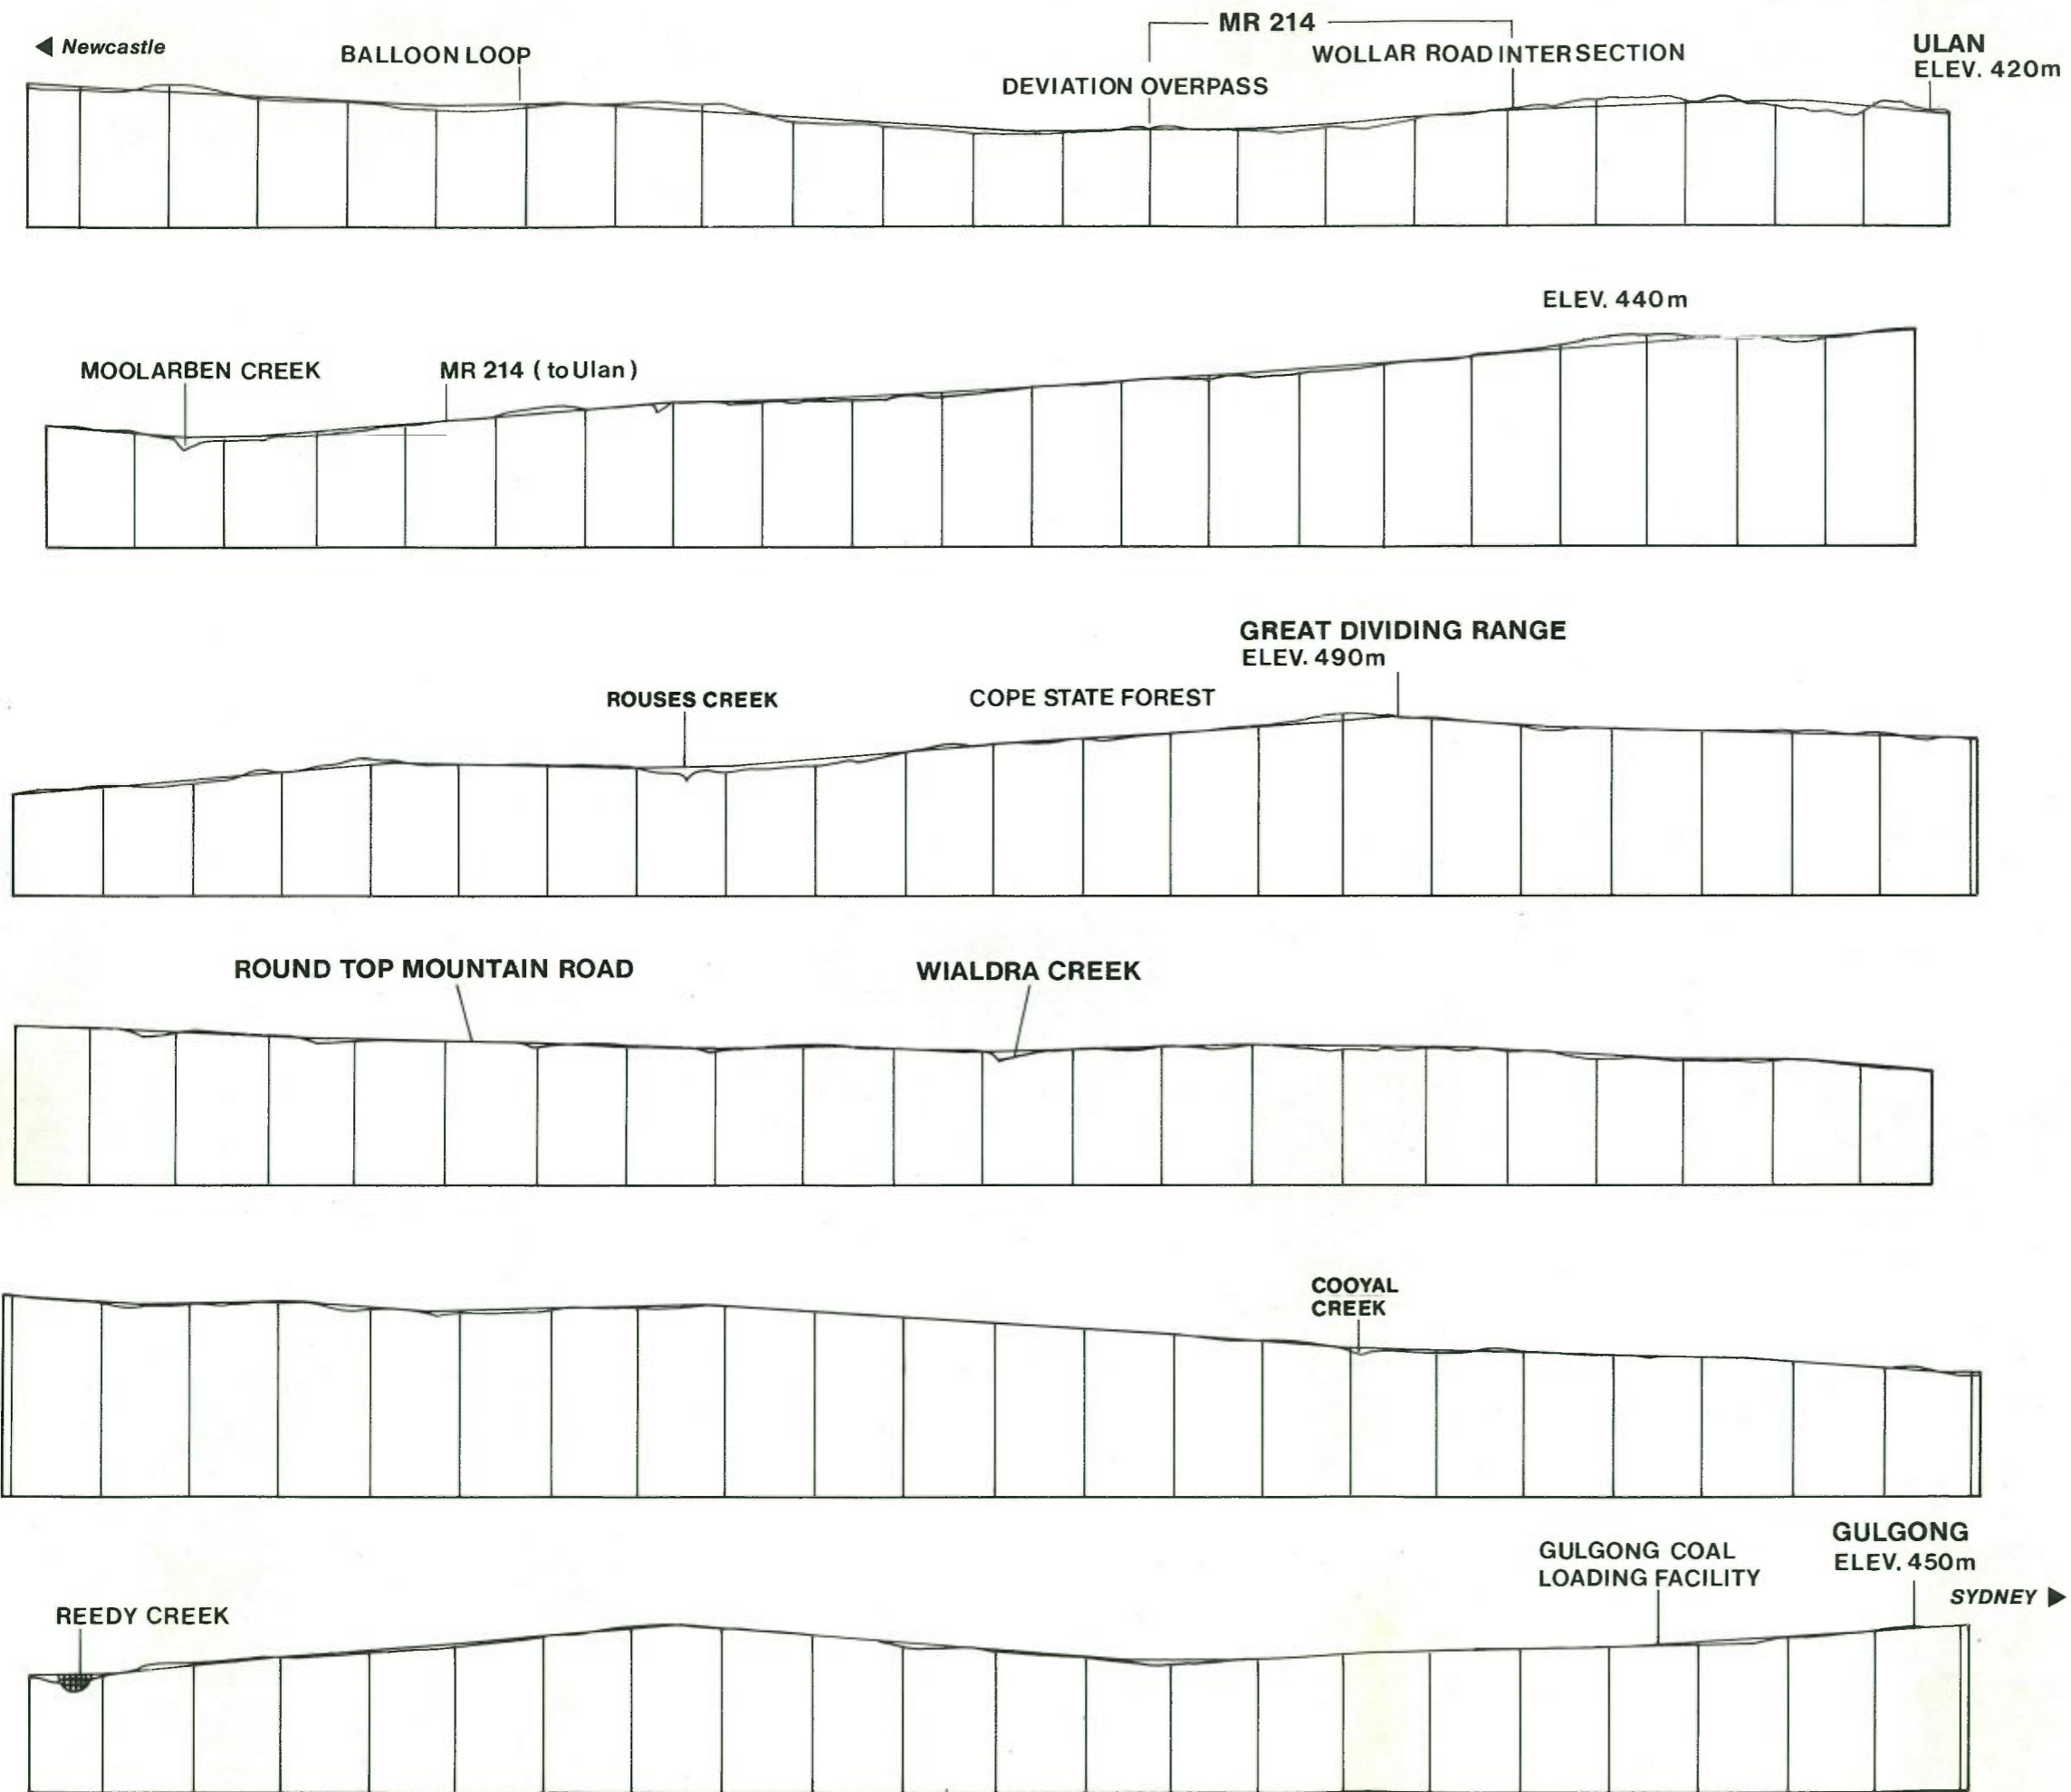 MR 214
Newcastle
BALLOON LOOP
WOLLAR ROAD INTERSECTION
ULAN
ELEV. 420m
DEVIATION OVERPASS
ELEV. 440m
MOOLARBEN CREEK
MR 214 ( to Ulan )
GREAT DIVIDING RANGE
ELEV. 490m
ROUSES CREEK
COPE STATE FOREST
ROUND TOP MOUNTAIN ROAD
WIALDRA CREEK
COOYAL
CREEK
GULGONG
ELEV. 450m
GULGONG COAL
LOADING FACILITY
SYDNEY
REEDY CREEK